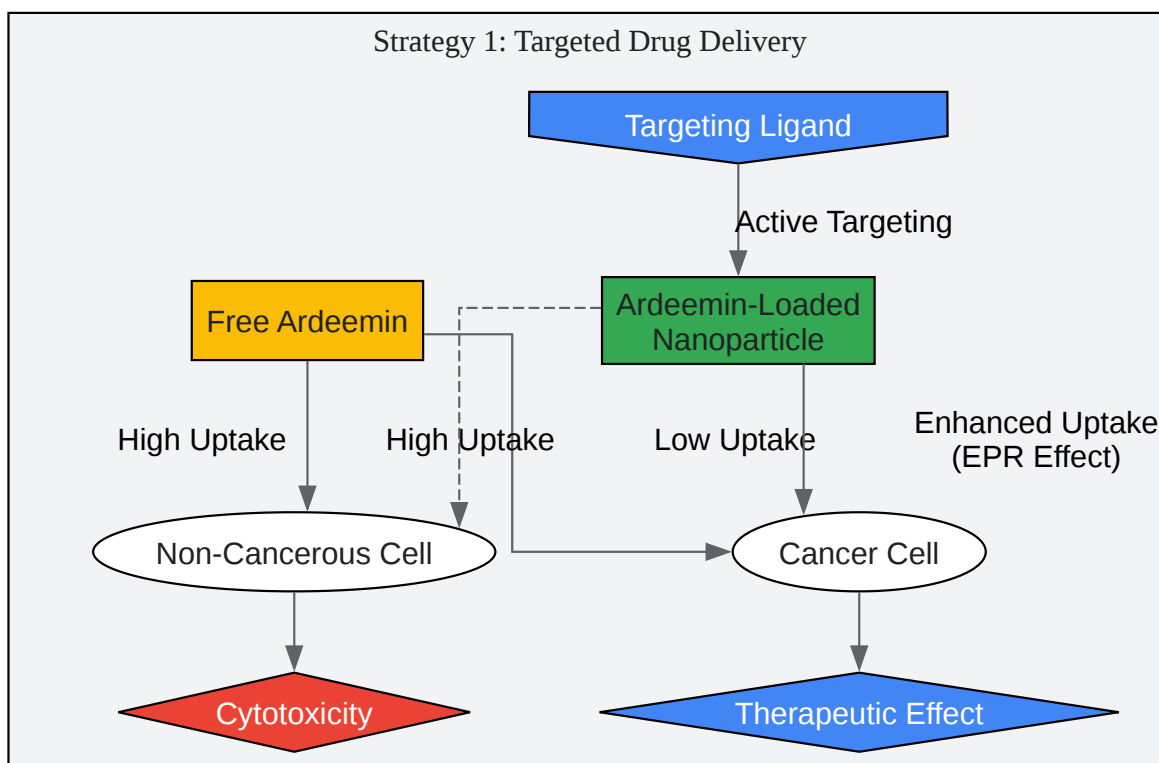 Strategy 1: Targeted Drug Delivery
Targeting Ligand
Active Targeting
Free Ardeemin
Ardeemin-Loaded
Nanoparticle
High Uptake
High Uptake
Low Uptake
Enhanced Uptake
(EPR Effect)
Non-Cancerous Cell
Cancer Cell
Cytotoxicity
Therapeutic Effect